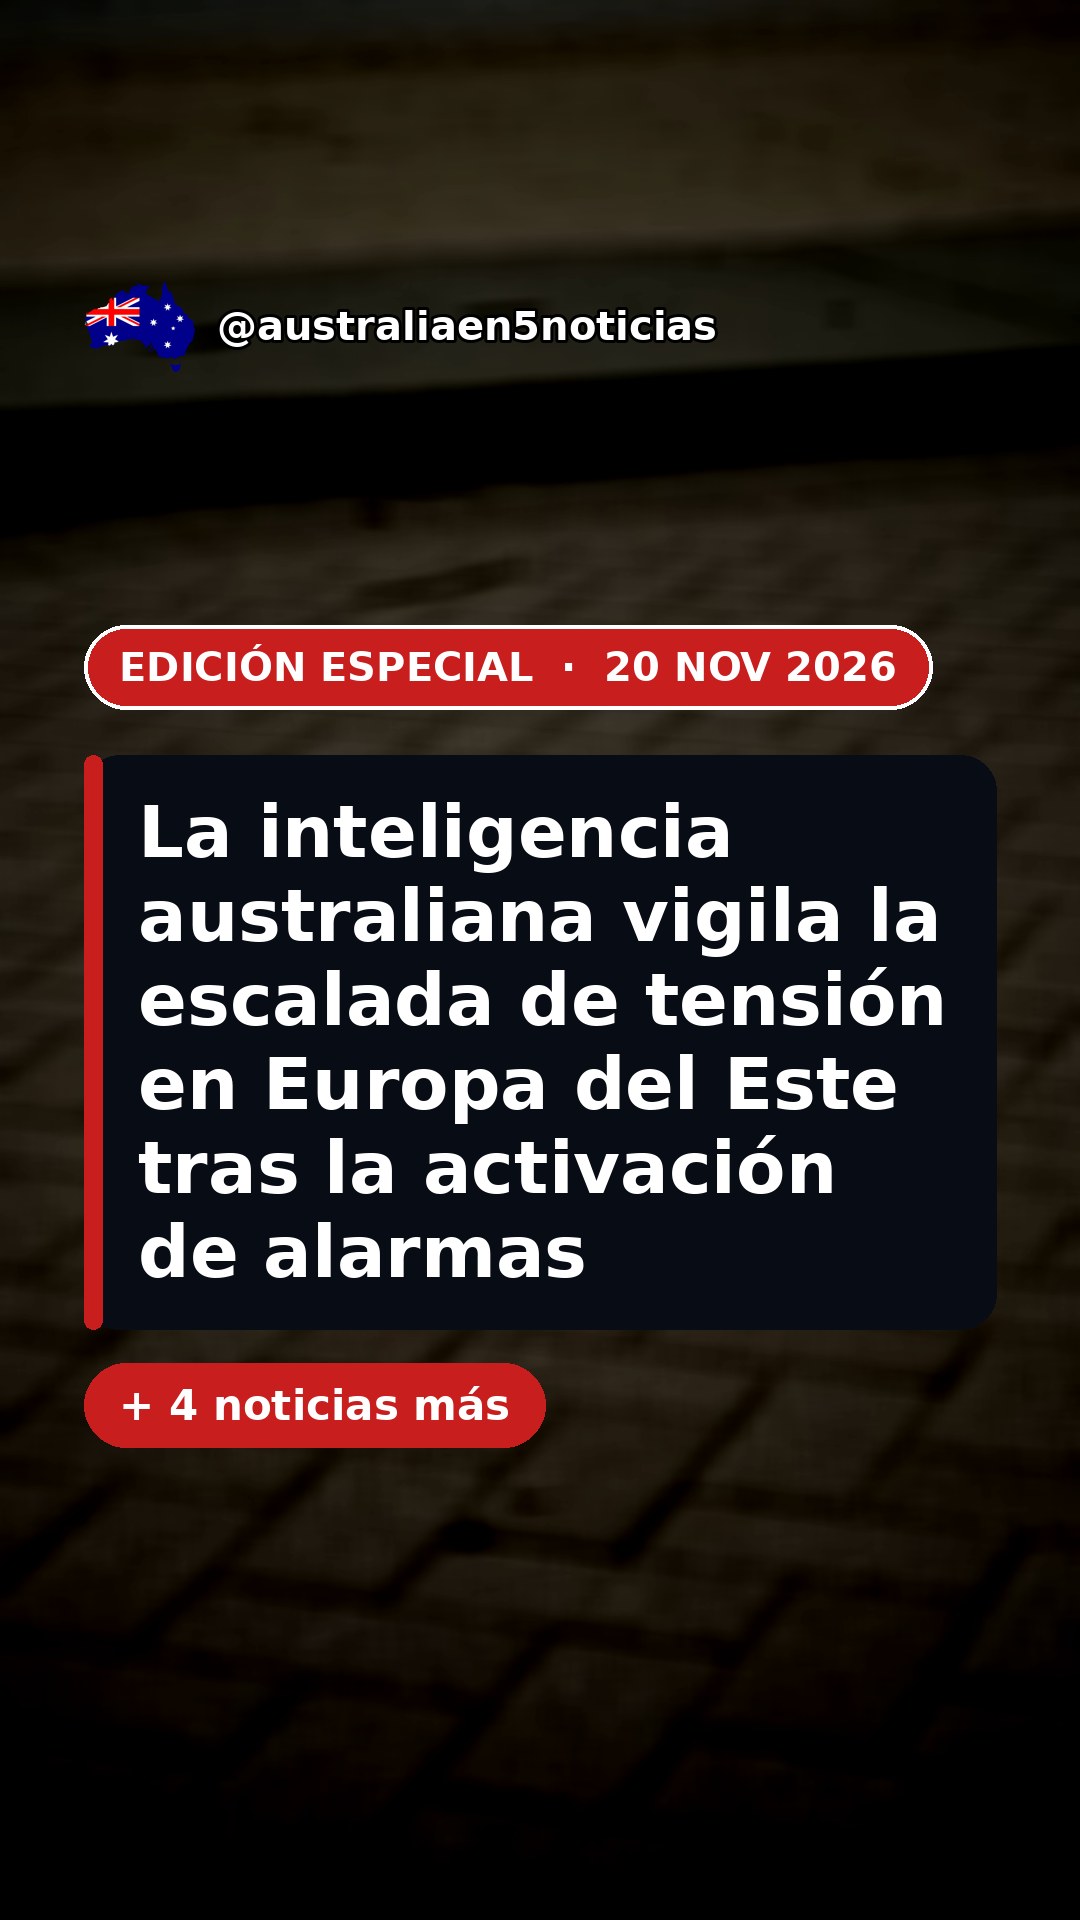 @australiaen5noticias
EDICIÓN ESPECIAL · 20 NOV 2026
La inteligencia
australiana vigila la
escalada de tensión
en Europa del Este
tras la activación
de alarmas
+ 4 noticias más